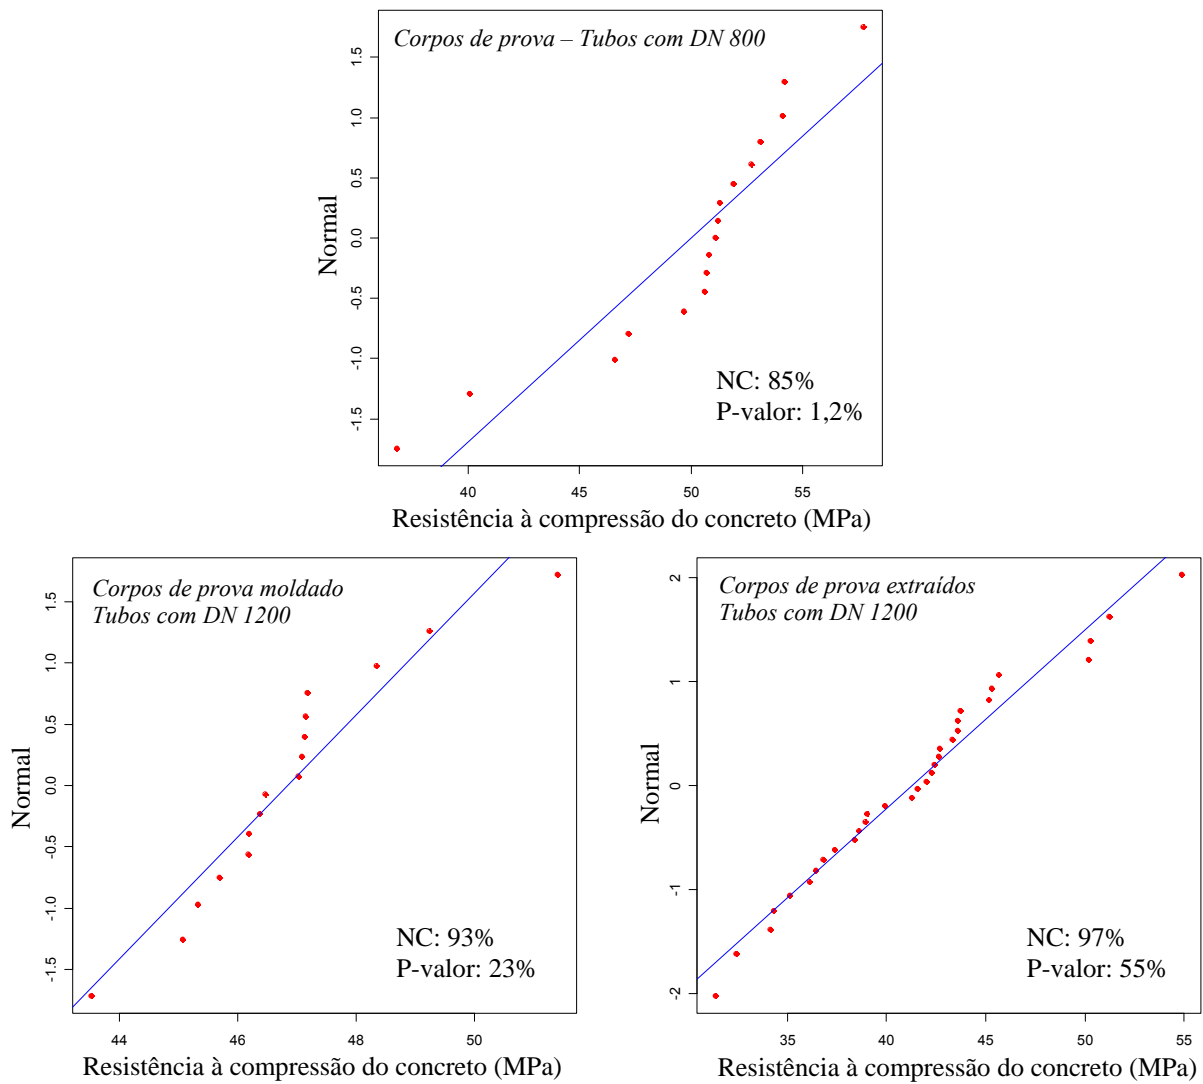 Corpos de prova – Tubos com DN 800
Normal
1.5
1.0
0.5
0.0
-0.5
-1.0
-1.5
NC: 85%
P-valor: 1,2%
40 45 50 55
Resistência à compressão do concreto (MPa)
Corpos de prova moldado
Tubos com DN 1200
Normal
1.5
1.0
0.5
0.0
-0.5
-1.0
-1.5
NC: 93%
P-valor: 23%
44 46 48 50
Resistência à compressão do concreto (MPa)
Corpos de prova extraídos
Tubos com DN 1200
Normal
2
1
0
-1
-2
NC: 97%
P-valor: 55%
35 40 45 50 55
Resistência à compressão do concreto (MPa)